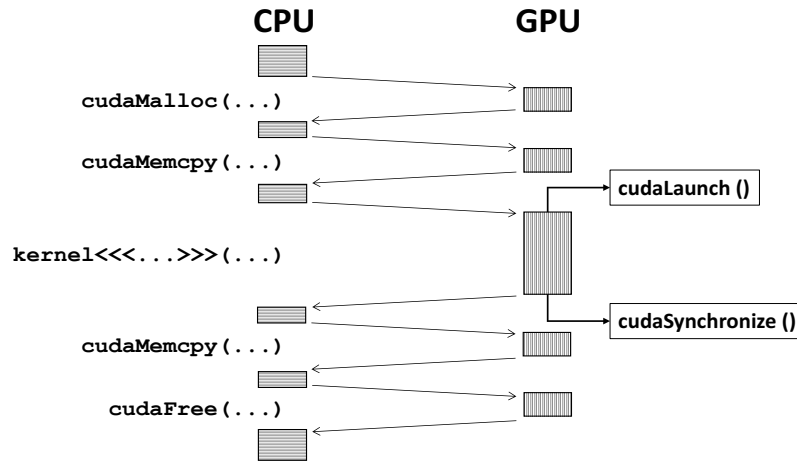 CPU GPU
cudaMalloc(...)
cudaMemcpy(...)
cudaLaunch ()
kernel<<<...>>>(...)
cudaSynchronize ()
cudaMemcpy(...)
cudaFree(...)